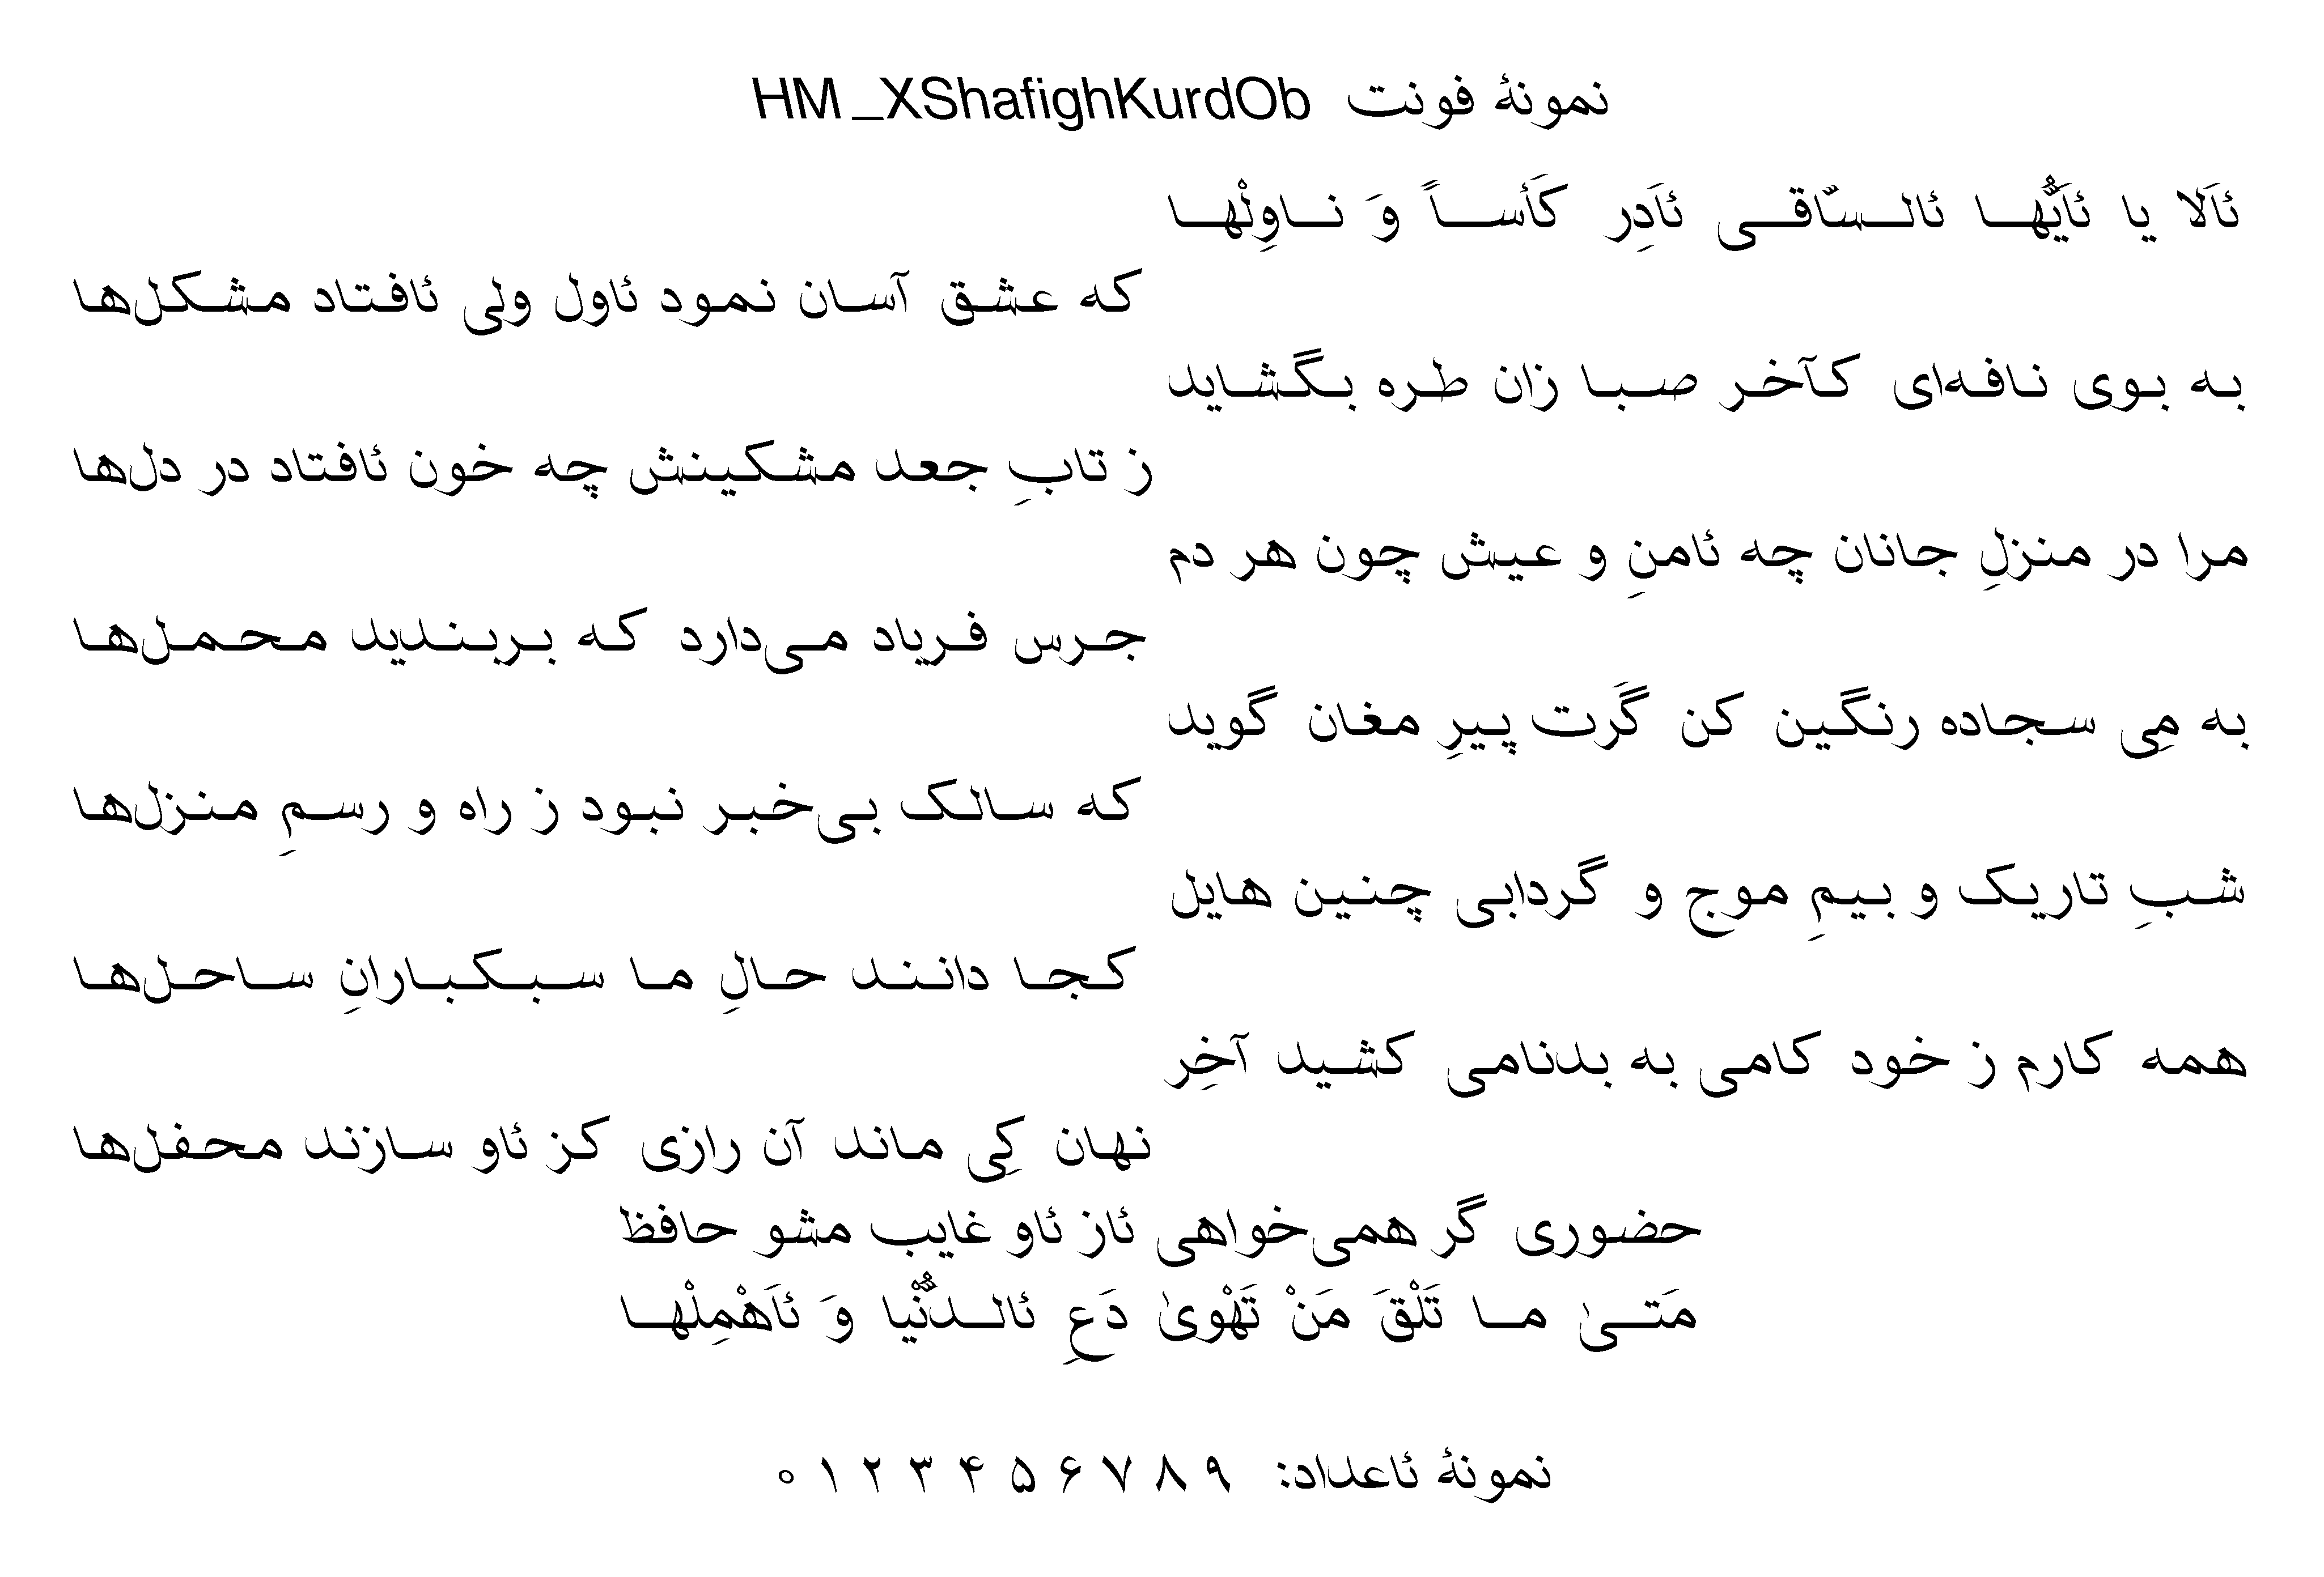 نمونهٔ فونت HM_XShafighKurdOb
ئَلا یا ئَیُّها ئالسّاقی ئَدِر کَأساً وَ ناوِلْها
که عشق آسان نمود ئاول ولی ئافتاد مشکل‌ها
به بوی نافه‌ای کآخر صبا زان طره بگشاید
ز تابِ جعد مشکینش چه خون ئافتاد در دل‌ها
مرا در منزلِ جانان چه ئامنِ و عیش چون هر دم
جرس فریاد می‌دارد که بربندید محمل‌ها
به مِی سجاده رنگین کن گَرت پیرِ مغان گوید
که سالک بی‌خبر نبود ز راه و رسمِ منزل‌ها
شبِ تاریک و بیمِ موج و گردابی چنین هایل
کجا دانند حالِ ما سبکبارانِ ساحل‌ها
همه کارم ز خود کامی به بدنامی کشید آخِر
نهان کِی ماند آن رازی کز ئاو سازند محفل‌ها
حضوری گر همی‌خواهی ئاز ئاو غایب مشو حافظ
مَتیٰ ما تَلْقَ مَنْ تَهْویٰ دَعِ ئالدُّنْیا وَ ئاَهْمِلْها
نمونهٔ ئاعداد: ۰ ۱ ۲ ۳ ۴ ۵ ۶ ۷ ۸ ۹